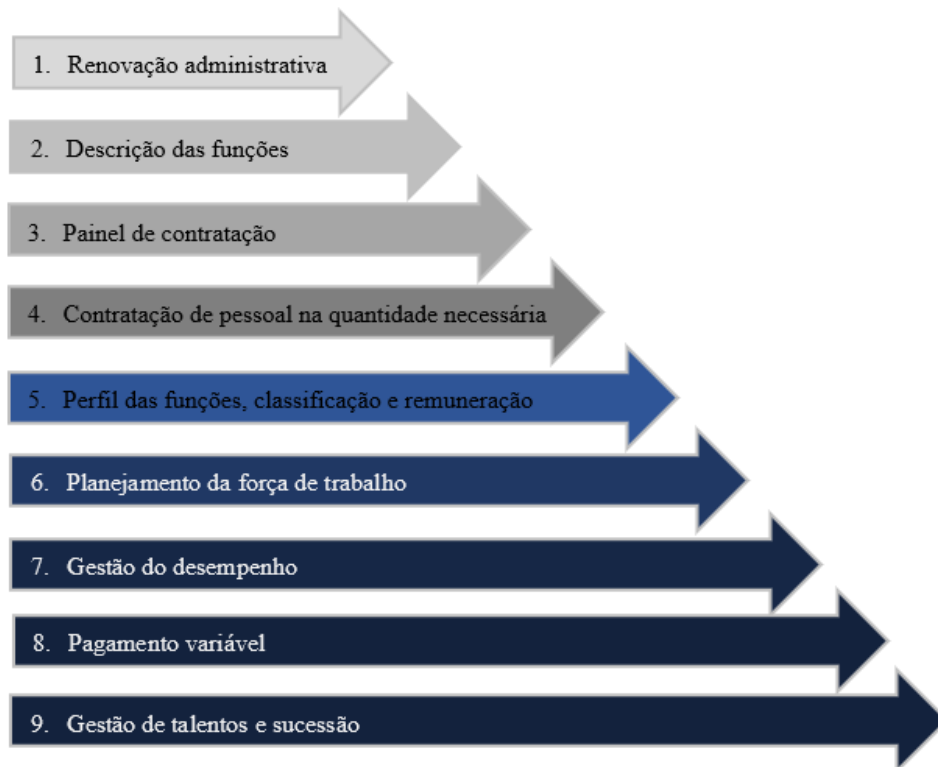 1. Renovação administrativa
2. Descrição das funções
3. Painel de contratação
4. Contratação de pessoal na quantidade necessária
5. Perfil das funções, classificação e remuneração
6. Planejamento da força de trabalho
7. Gestão do desempenho
8. Pagamento variável
9. Gestão de talentos e sucessão